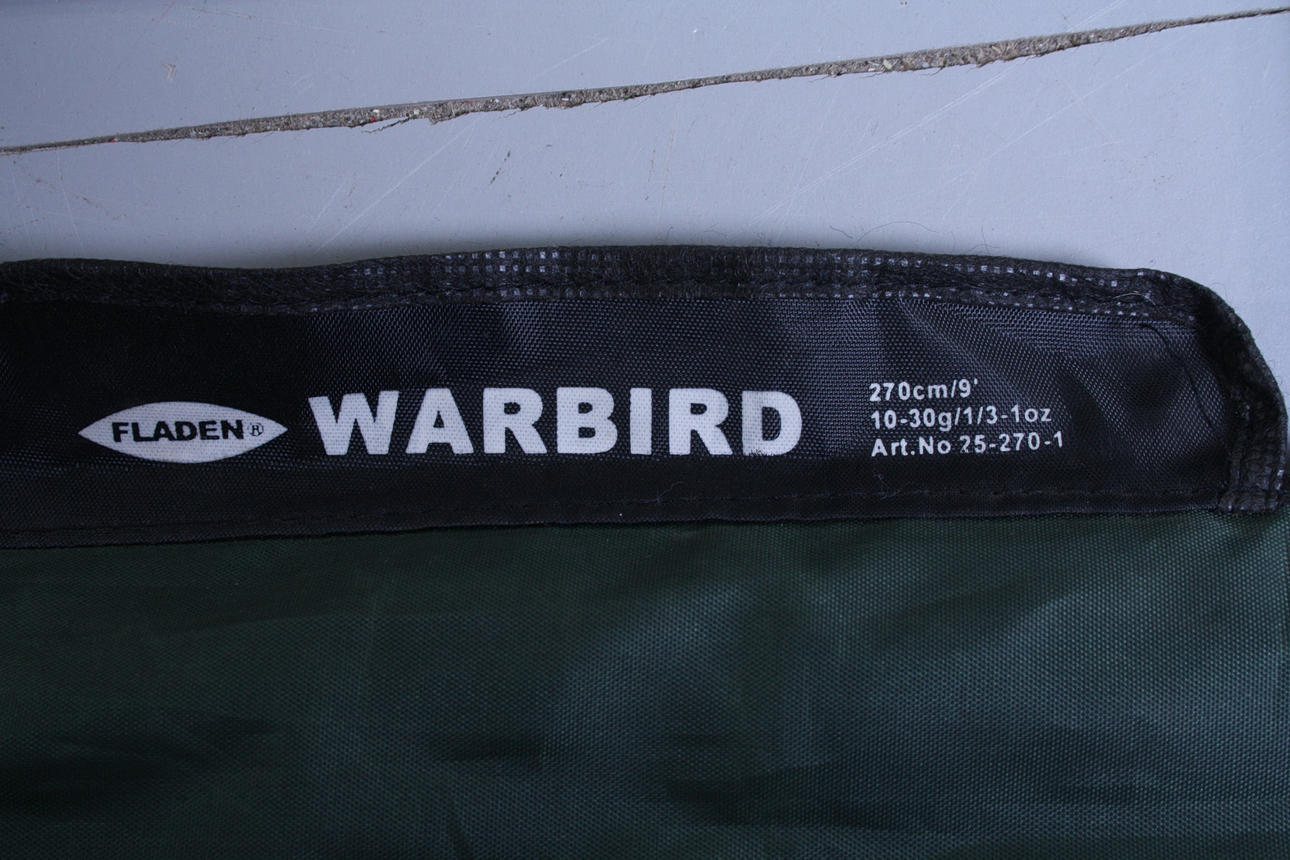 FLADEN®
WARBIRD
270cm/9'
10-30g/1/3-1oz
Art.No 25-270-1